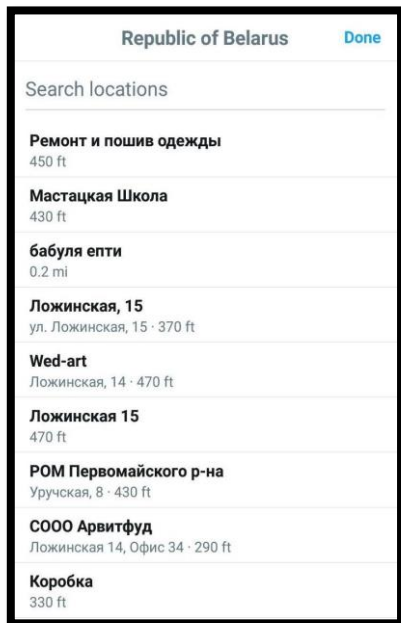 Republic of Belarus Done
Search locations
Ремонт и пошив одежды
450 ft
Мастацкая Школа
430 ft
бабуля епти
0.2 mi
Ложинская, 15
ул. Ложинская, 15 · 370 ft
Wed-art
Ложинская, 14 · 470 ft
Ложинская 15
470 ft
РОМ Первомайского р-на
Уручская, 8 · 430 ft
СООО Арвитфуд
Ложинская 14, Офис 34 · 290 ft
Коробка
330 ft